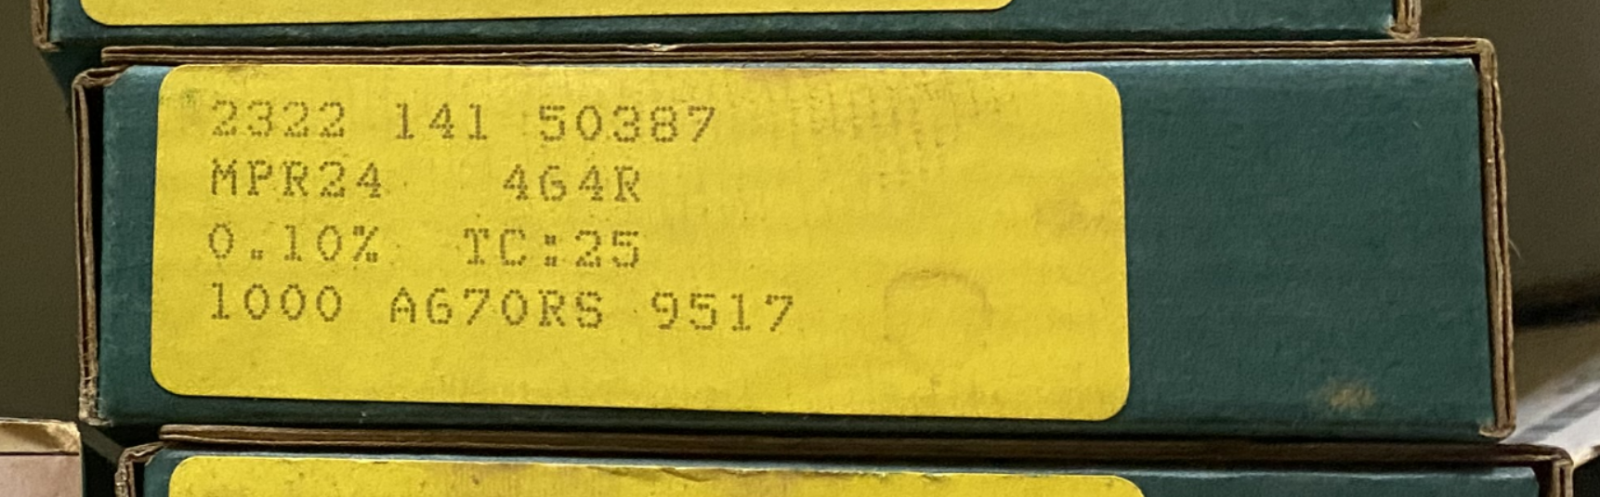 2322 141 50387
MPR24 464R
0.10% TC:25
1000 A670RS 9517